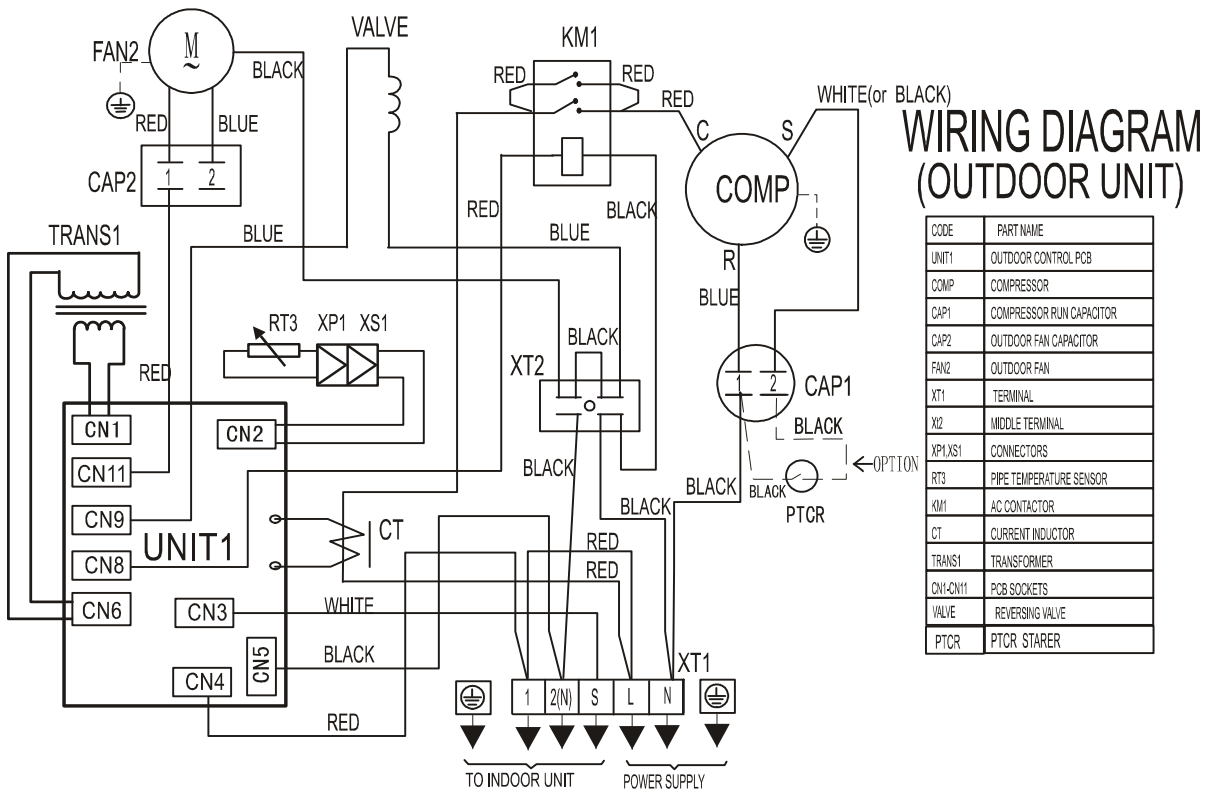 VALVE
KM1
FAN2
M
~
BLACK
RED
RED
RED
WHITE(or BLACK)
WIRING DIAGRAM
(OUTDOOR UNIT)
RED
BLUE
C
S
CAP2
1
2
COMP
RED
BLACK
TRANS1
BLUE
BLUE
R
BLUE
CODE PART NAME
UNIT1 OUTDOOR CONTROL PCB
COMP COMPRESSOR
CAP1 COMPRESSOR RUN CAPACITOR
CAP2 OUTDOOR FAN CAPACITOR
FAN2 OUTDOOR FAN
XT1 TERMINAL
Xt2 MIDDLE TERMINAL
XP1,XS1 CONNECTORS
RT3 PIPE TEMPERATURE SENSOR
KM1 AC CONTACTOR
CT CURRENT INDUCTOR
TRANS1 TRANSFORMER
CN1-CN11 PCB SOCKETS
VALVE REVERSING VALVE
PTCR PTCR STARER
RT3 XP1 XS1
BLACK
RED
XT2
1 2
CAP1
BLACK
OPTION
CN1
CN2
CN11
BLACK
BLACK
BLACK
PTCR
CN9
BLACK
UNIT1
CT
CN8
RED
RED
CN6
CN3
WHITE
CN5
BLACK
XT1
CN4
1 2(N) S L N
RED
TO INDOOR UNIT
POWER SUPPLY